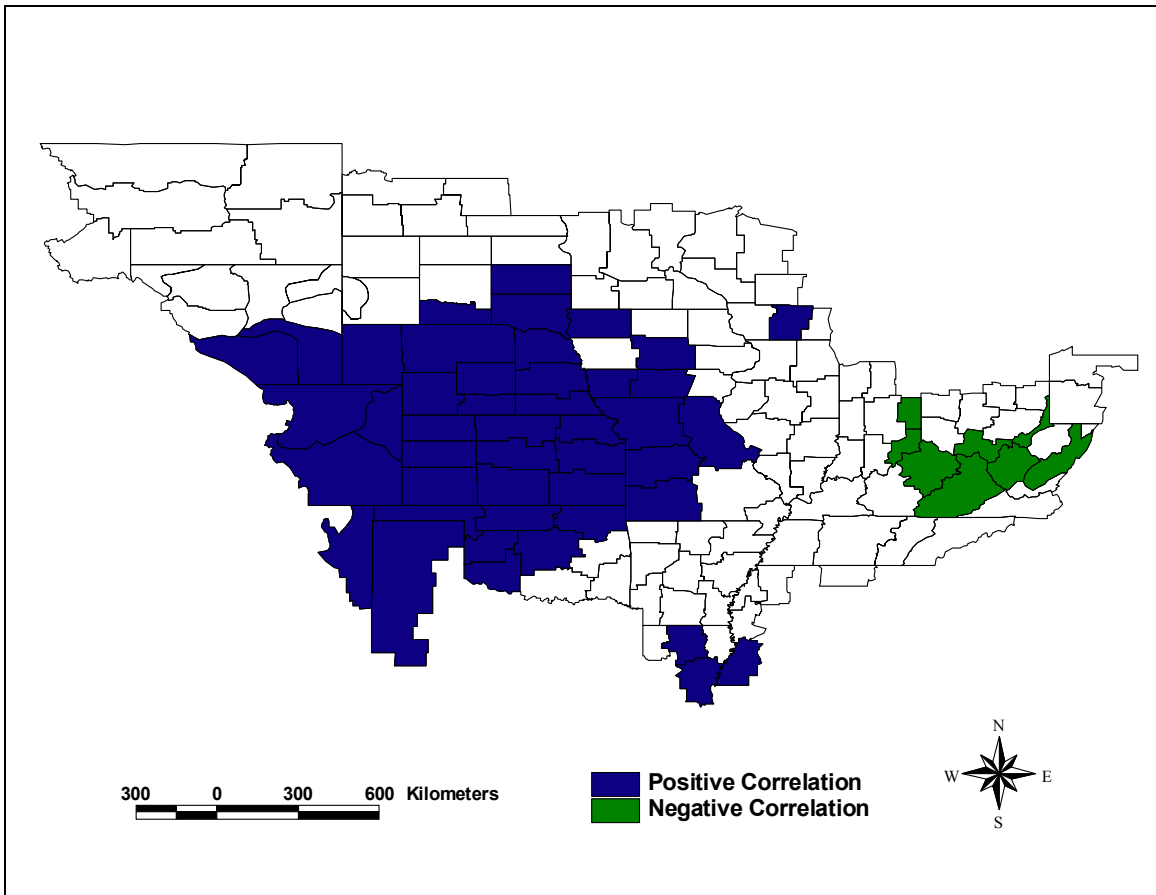 N
W E
S
300 0 300 600 Kilometers
Positive Correlation
Negative Correlation